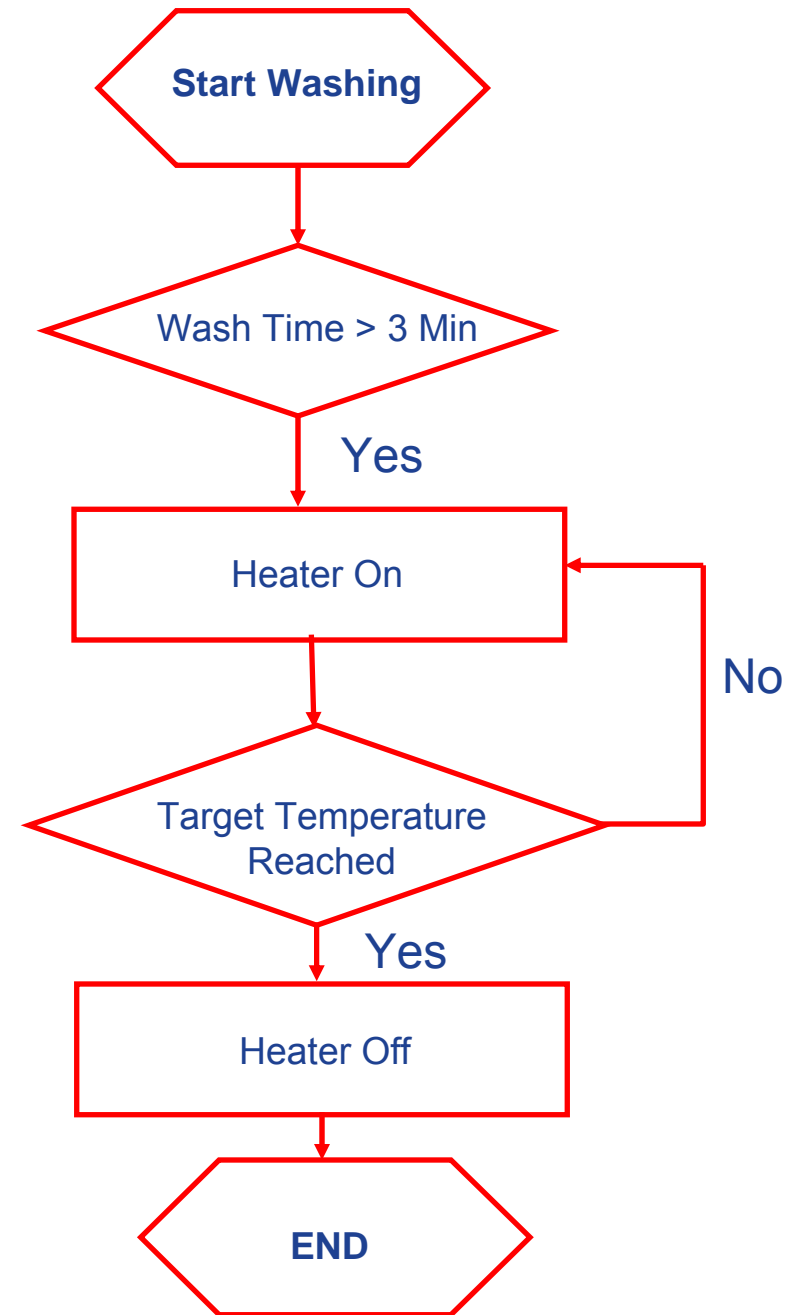 Start Washing
Wash Time > 3 Min
Yes
Heater On
No
Target Temperature
Reached
Yes
Heater Off
END